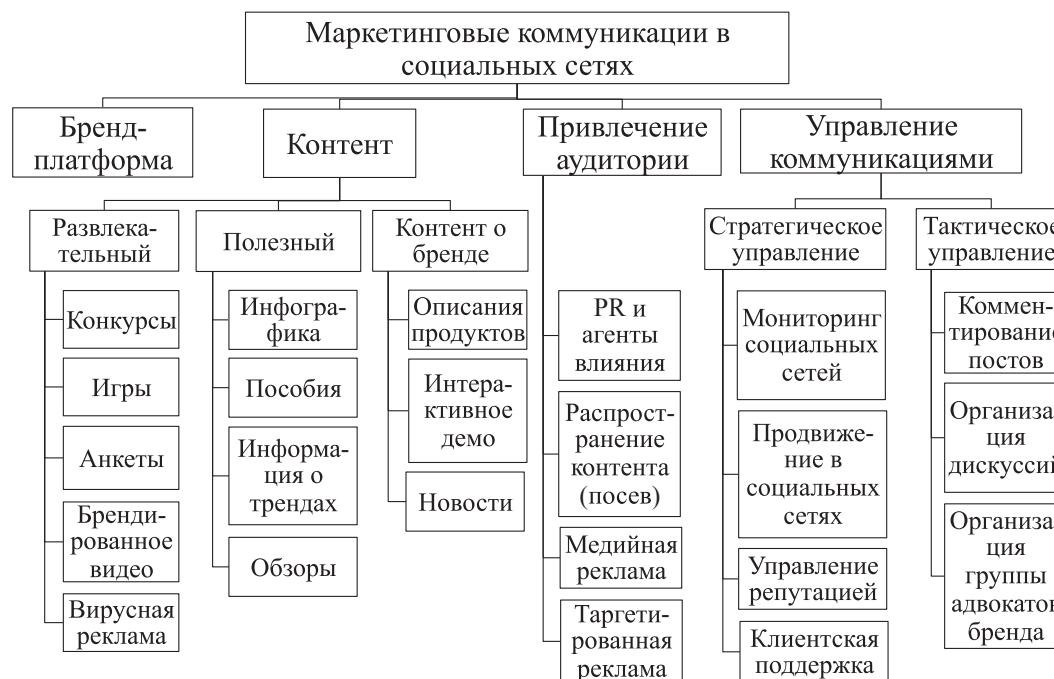 Маркетинговые коммуникации в
социальных сетях
Бренд-
платформа
Контент
Привлечение
аудитории
Управление
коммуникациями
Развлека-
тельный
Конкурсы
Игры
Анкеты
Бренди-
рованное
видео
Вирусная
реклама
Полезный
Инфогра-
фика
Пособия
Информа-
ция о
трендах
Обзоры
Контент о
бренде
Описания
продуктов
Интера-
ктивное
демо
Новости
PR и
агенты
влияния
Распрост-
ранение
контента
(посев)
Медийная
реклама
Таргети-
рованная
реклама
Стратегическое
управление
Мониторинг
социальных
сетей
Продвиже-
ние в
социальных
сетях
Управление
репутацией
Клиентская
поддержка
Тактическое
управление
Коммен-
тирование
постов
Организа-
ция
дискуссий
Организа-
ция
группы
адвокатов
бренда